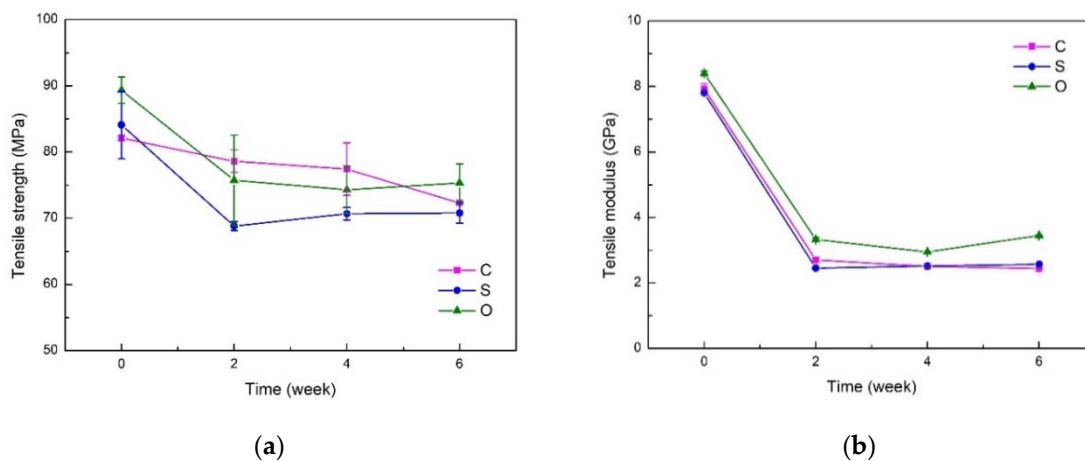 100
90
80
70
60
50
Tensile strength (MPa)
C
S
O
0 2 4 6
Time (week)
(a)
10
8
6
4
2
0
Tensile modulus (GPa)
C
S
O
0 2 4 6
Time (week)
(b)